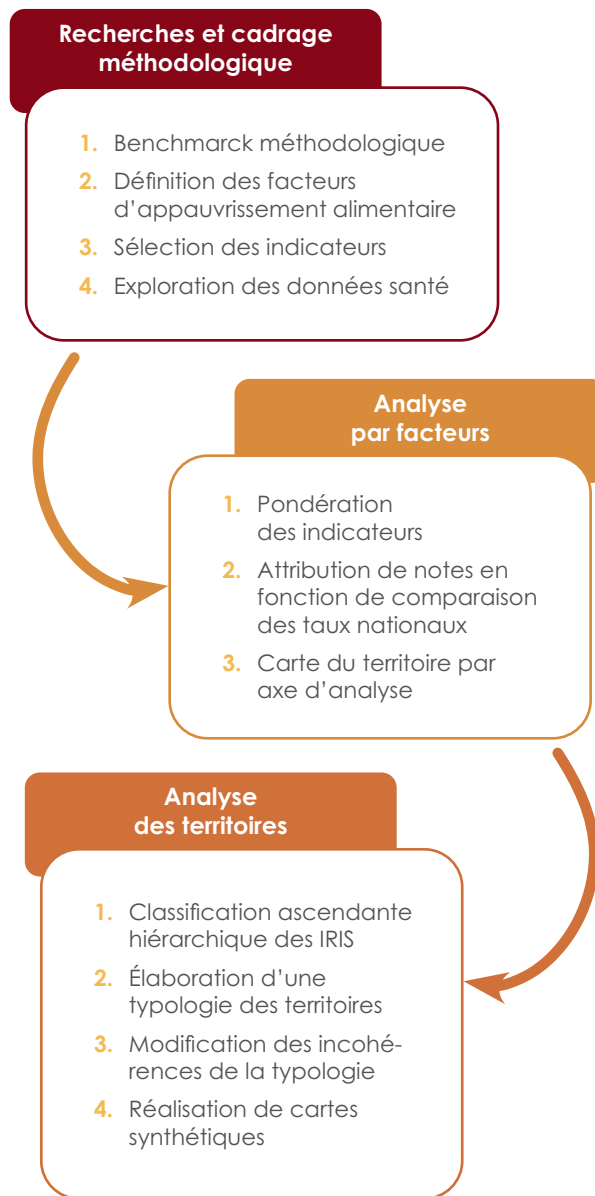 Recherches et cadrage
méthodologique
1. Benchmarck méthodologique
2. Définition des facteurs
d’appauvrissement alimentaire
3. Sélection des indicateurs
4. Exploration des données santé
Analyse
par facteurs
1. Pondération
des indicateurs
2. Attribution de notes en
fonction de comparaison
des taux nationaux
3. Carte du territoire par
axe d’analyse
Analyse
des territoires
1. Classification ascendante
hiérarchique des IRIS
2. Élaboration d’une
typologie des territoires
3. Modification des incohé-
rences de la typologie
4. Réalisation de cartes
synthétiques